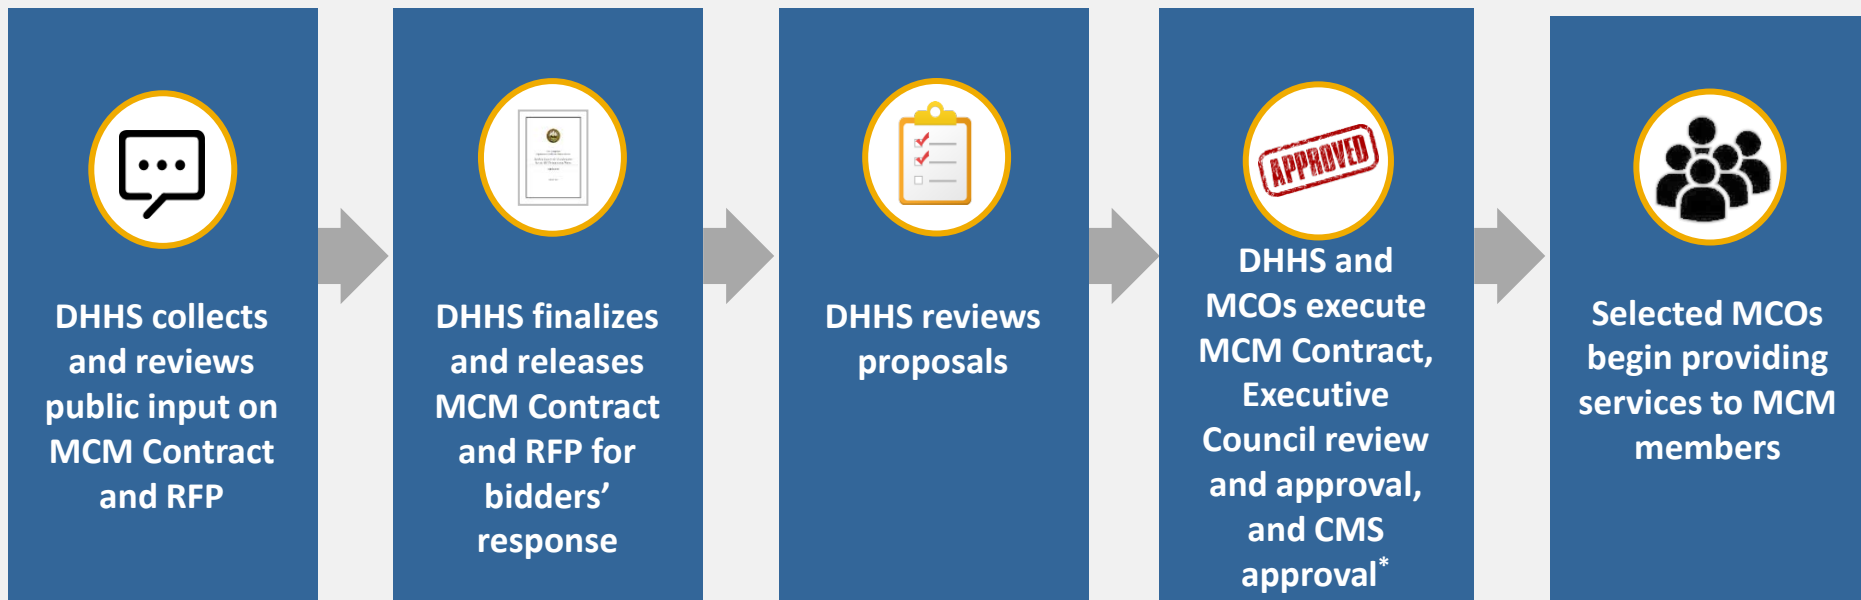 DHHS collects
and reviews
public input on
MCM Contract
and RFP
DHHS finalizes
and releases
MCM Contract
and RFP for
bidders’
response
DHHS reviews
proposals
APPROVED
DHHS and
MCOs execute
MCM Contract,
Executive
Council review
and approval,
and CMS
approval*
Selected MCOs
begin providing
services to MCM
members